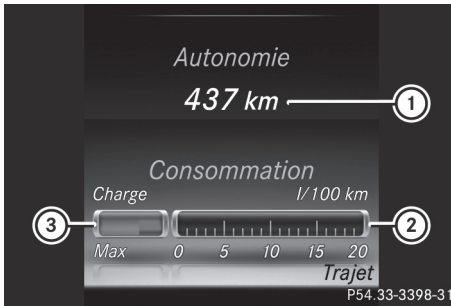 Autonomie
437 km
1
Consommation
Charge l/100 km
3
2
Max 0 5 10 15 20
Trajet
P54.33-3398-31